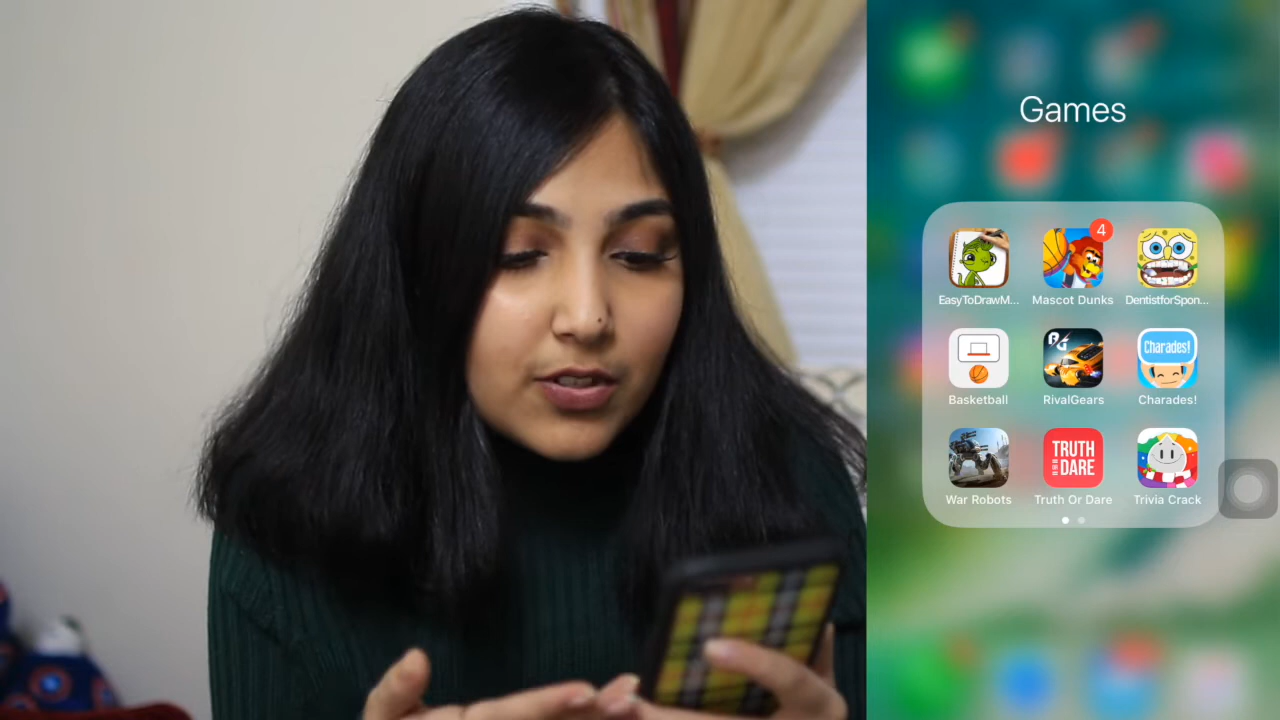 Games
4
EasyToDrawM... Mascot Dunks DentistforSpon...
RG
Charades!
Basketball RivalGears Charades!
TRUTH
DARE
War Robots Truth Or Dare Trivia Crack